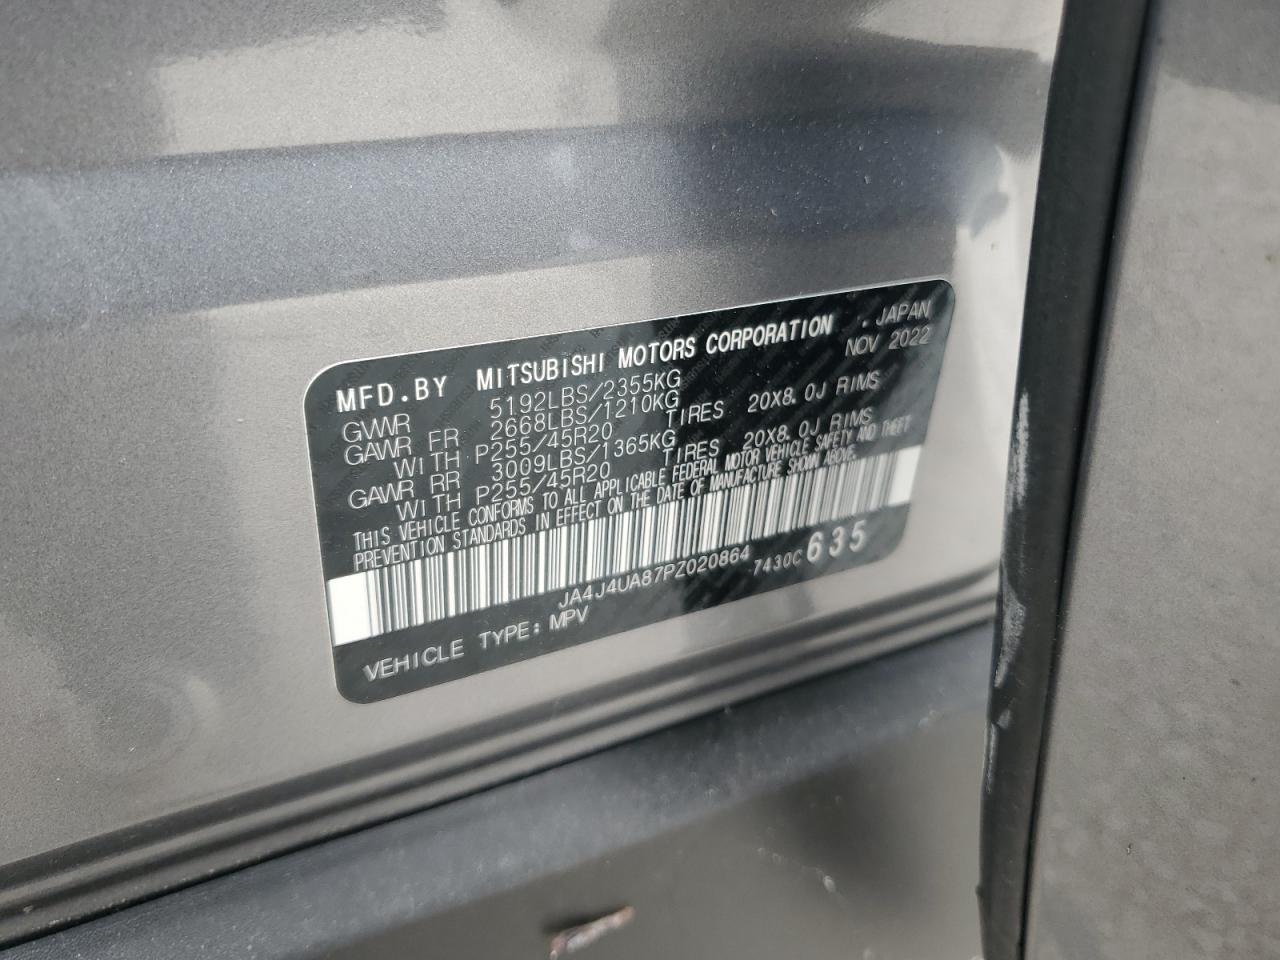 MFD.BY MITSUBISHI MOTORS CORPORATION . JAPAN
NOV 2022
GVWR 5192LBS/2355KG
GAWR FR 2668LBS/1210KG
WITH P255/45R20 TIRES 20X8.0J RIMS
GAWR RR 3009LBS/1365KG
WITH P255/45R20 TIRES 20X8.0J RIMS
THIS VEHICLE CONFORMS TO ALL APPLICABLE FEDERAL MOTOR VEHICLE SAFETY AND THEFT
PREVENTION STANDARDS IN EFFECT ON THE DATE OF MANUFACTURE SHOWN ABOVE.
JA4J4UA87PZ020864 7430C635
VEHICLE TYPE: MPV